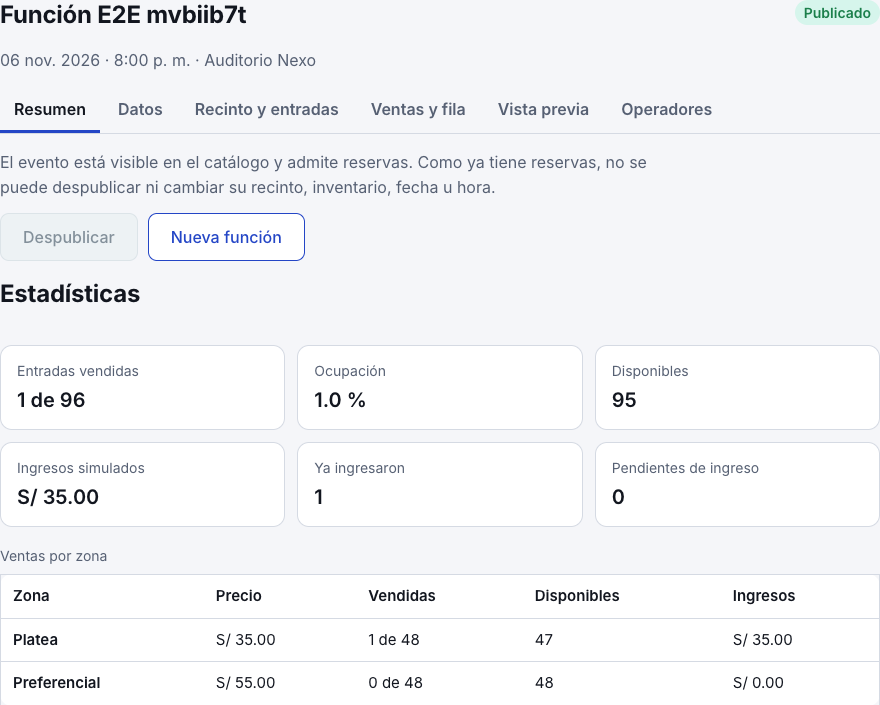 Función E2E mvbiib7t
Publicado
06 nov. 2026 · 8:00 p. m. · Auditorio Nexo
Resumen Datos Recinto y entradas Ventas y fila Vista previa Operadores
El evento está visible en el catálogo y admite reservas. Como ya tiene reservas, no se
puede despublicar ni cambiar su recinto, inventario, fecha u hora.
Despublicar Nueva función
Estadísticas
Entradas vendidas
1 de 96
Ocupación
1.0 %
Disponibles
95
Ingresos simulados
S/ 35.00
Ya ingresaron
1
Pendientes de ingreso
0
Ventas por zona
Zona Precio Vendidas Disponibles Ingresos
Platea S/ 35.00 1 de 48 47 S/ 35.00
Preferencial S/ 55.00 0 de 48 48 S/ 0.00